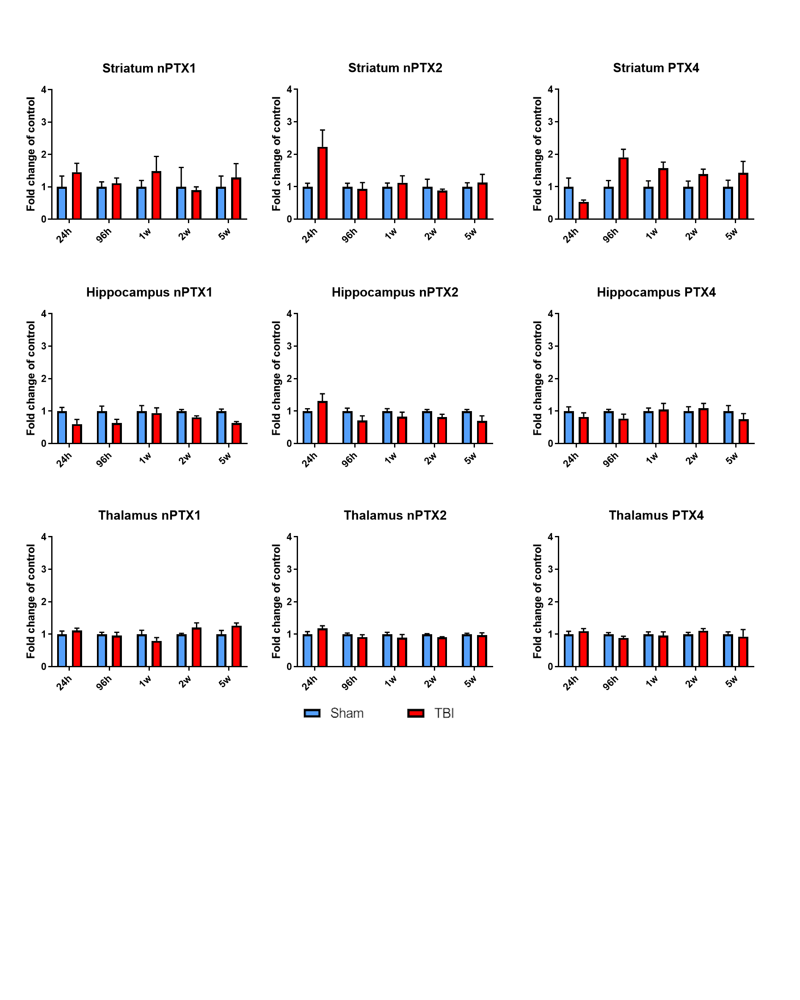 Striatum nPTX1
Fold change of control
4
3
2
1
0
24h
96h
1w
2w
5w
Striatum nPTX2
Fold change of control
4
3
2
1
0
24h
96h
1w
2w
5w
Striatum PTX4
Fold change of control
4
3
2
1
0
24h
96h
1w
2w
5w
Hippocampus nPTX1
Fold change of control
4
3
2
1
0
24h
96h
1w
2w
5w
Hippocampus nPTX2
Fold change of control
4
3
2
1
0
24h
96h
1w
2w
5w
Hippocampus PTX4
Fold change of control
4
3
2
1
0
24h
96h
1w
2w
5w
Thalamus nPTX1
Fold change of control
4
3
2
1
0
24h
96h
1w
2w
5w
Thalamus nPTX2
Fold change of control
4
3
2
1
0
24h
96h
1w
2w
5w
Thalamus PTX4
Fold change of control
4
3
2
1
0
24h
96h
1w
2w
5w
Sham
TBI